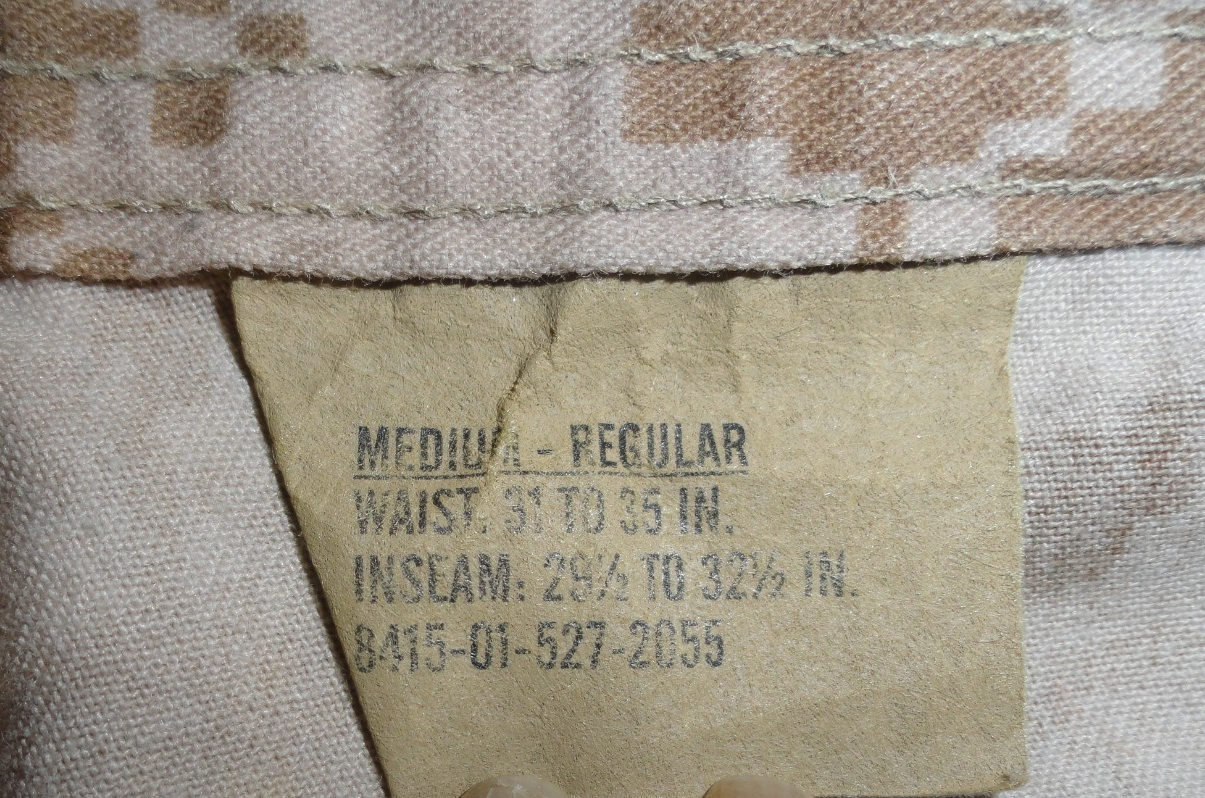 MEDIUM - REGULAR
WAIST: 31 TO 35 IN.
INSEAM: 29½ TO 32½ IN.
8415-01-527-2055